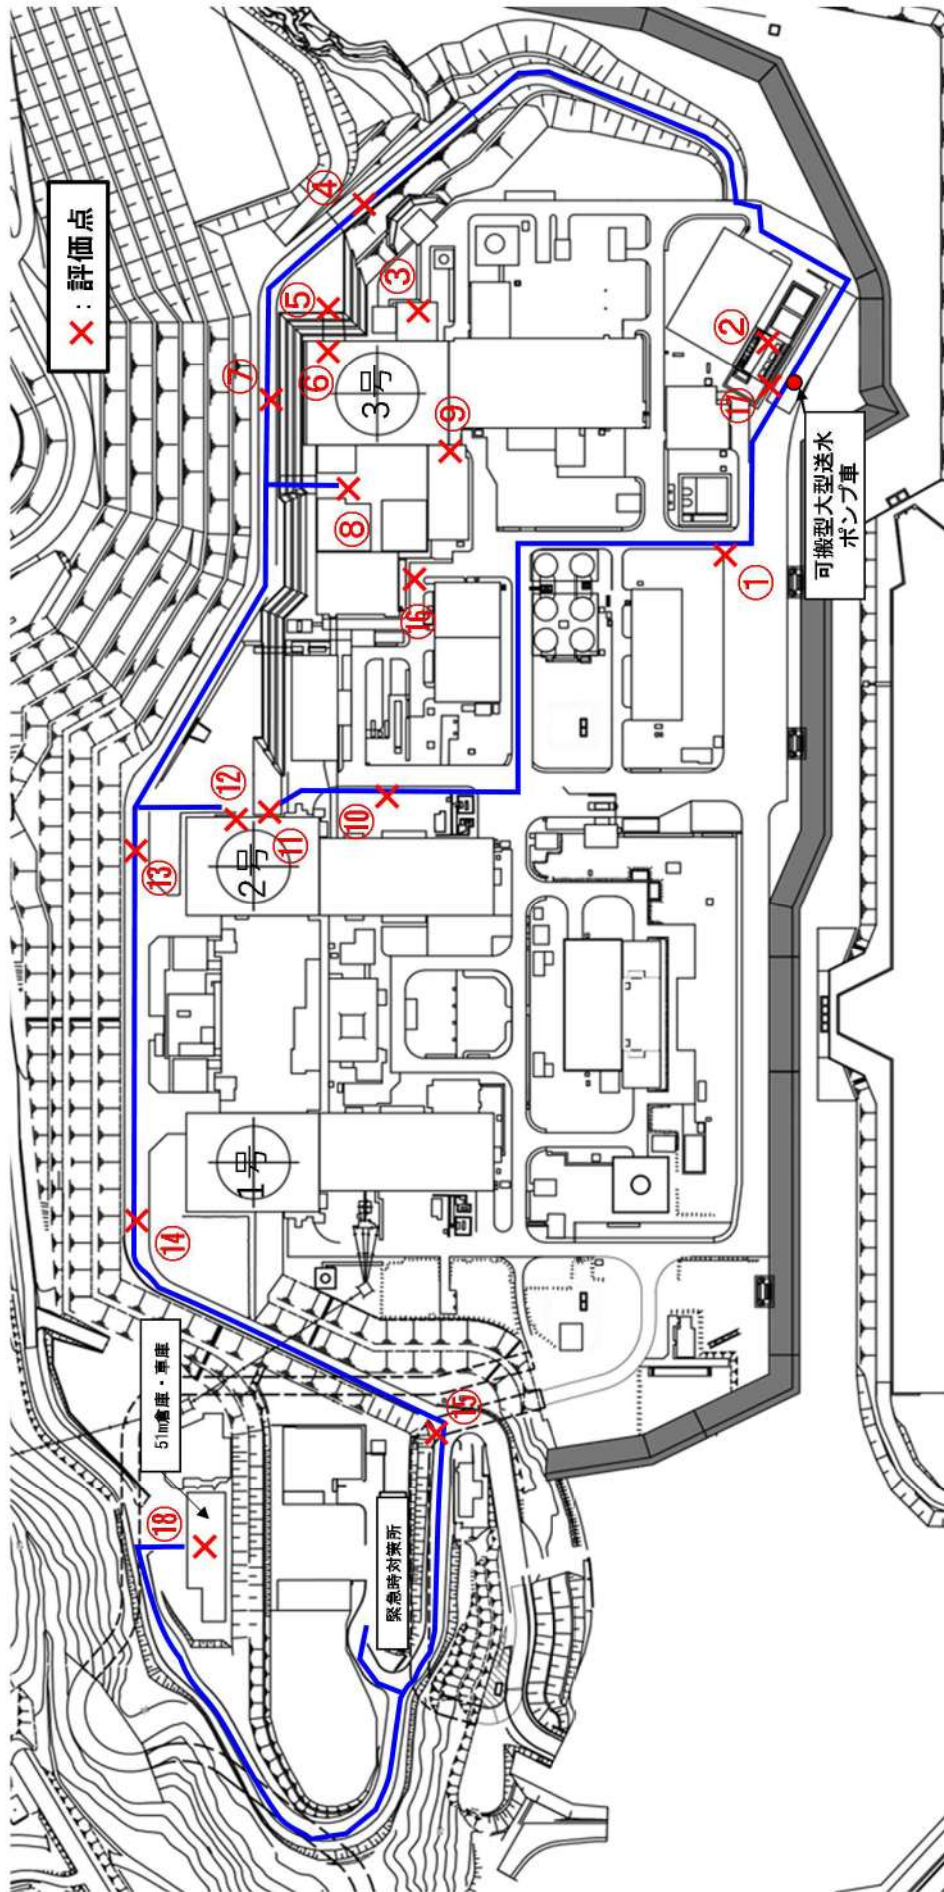 ×：評価点
④
⑤
③
⑦
⑥
3号
②
⑰
⑨
⑧
可搬型大型送水
ポンプ車
①
⑯
⑫
⑩
⑪
⑬
2号
1号
⑭
51m倉庫・車庫
⑮
⑱
緊急時対策所